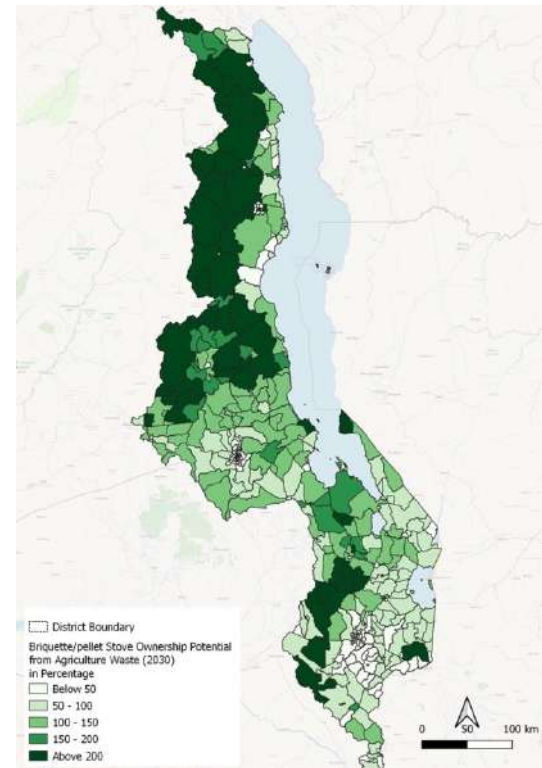 District Boundary
Briquette/pellet Stove Ownership Potential
from Agriculture Waste (2030)
in Percentage
Below 50
50 - 100
100 - 150
150 - 200
Above 200
0 50 100 km